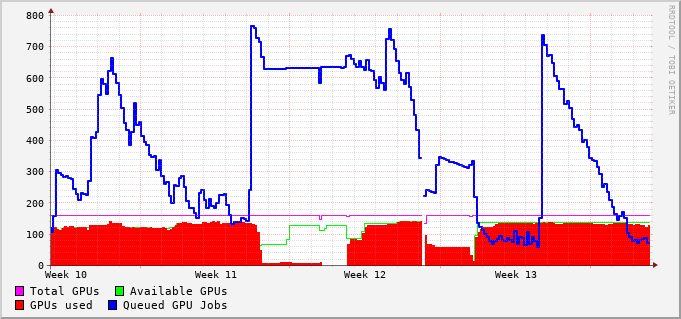 800
700
600
500
400
300
200
100
0
Week 10 Week 11 Week 12 Week 13
Total GPUs Available GPUs
GPUs used Queued GPU Jobs
RRDTOOL / TOBI OETIKER